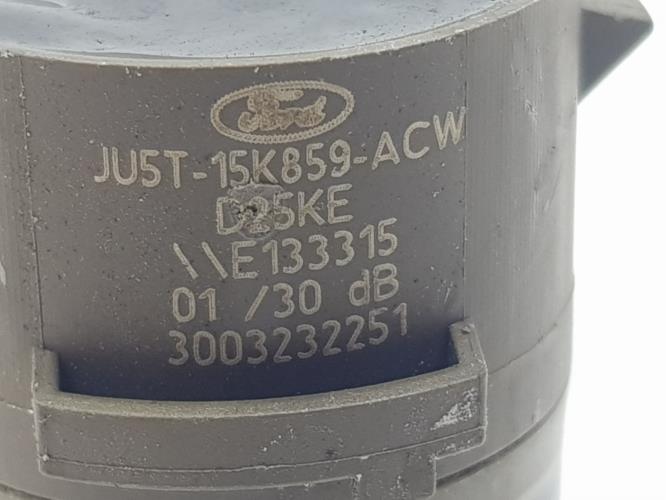 Ford
JU5T-15K859-ACW
\\E133315
01 /30 dB
3003232251